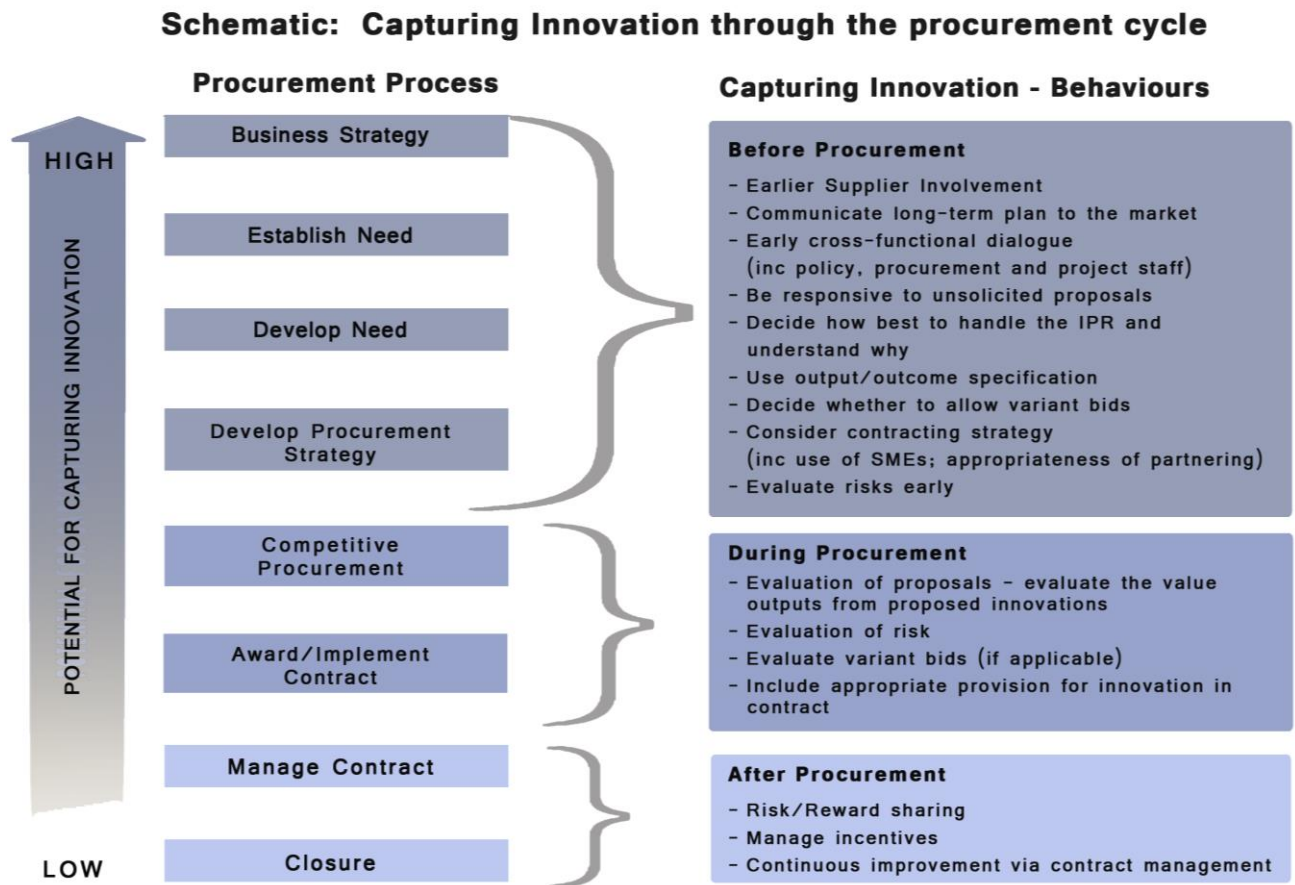 Schematic: Capturing Innovation through the procurement cycle
Procurement Process
Capturing Innovation - Behaviours
HIGH
POTENTIAL FOR CAPTURING INNOVATION
LOW
Business Strategy
Establish Need
Develop Need
Develop Procurement
Strategy
Competitive
Procurement
Award/Implement
Contract
Manage Contract
Closure
Before Procurement
- Earlier Supplier Involvement
- Communicate long-term plan to the market
- Early cross-functional dialogue
(inc policy, procurement and project staff)
- Be responsive to unsolicited proposals
- Decide how best to handle the IPR and
understand why
- Use output/outcome specification
- Decide whether to allow variant bids
- Consider contracting strategy
(inc use of SMEs; appropriateness of partnering)
- Evaluate risks early
During Procurement
- Evaluation of proposals - evaluate the value
outputs from proposed innovations
- Evaluation of risk
- Evaluate variant bids (if applicable)
- Include appropriate provision for innovation in
contract
After Procurement
- Risk/Reward sharing
- Manage incentives
- Continuous improvement via contract management